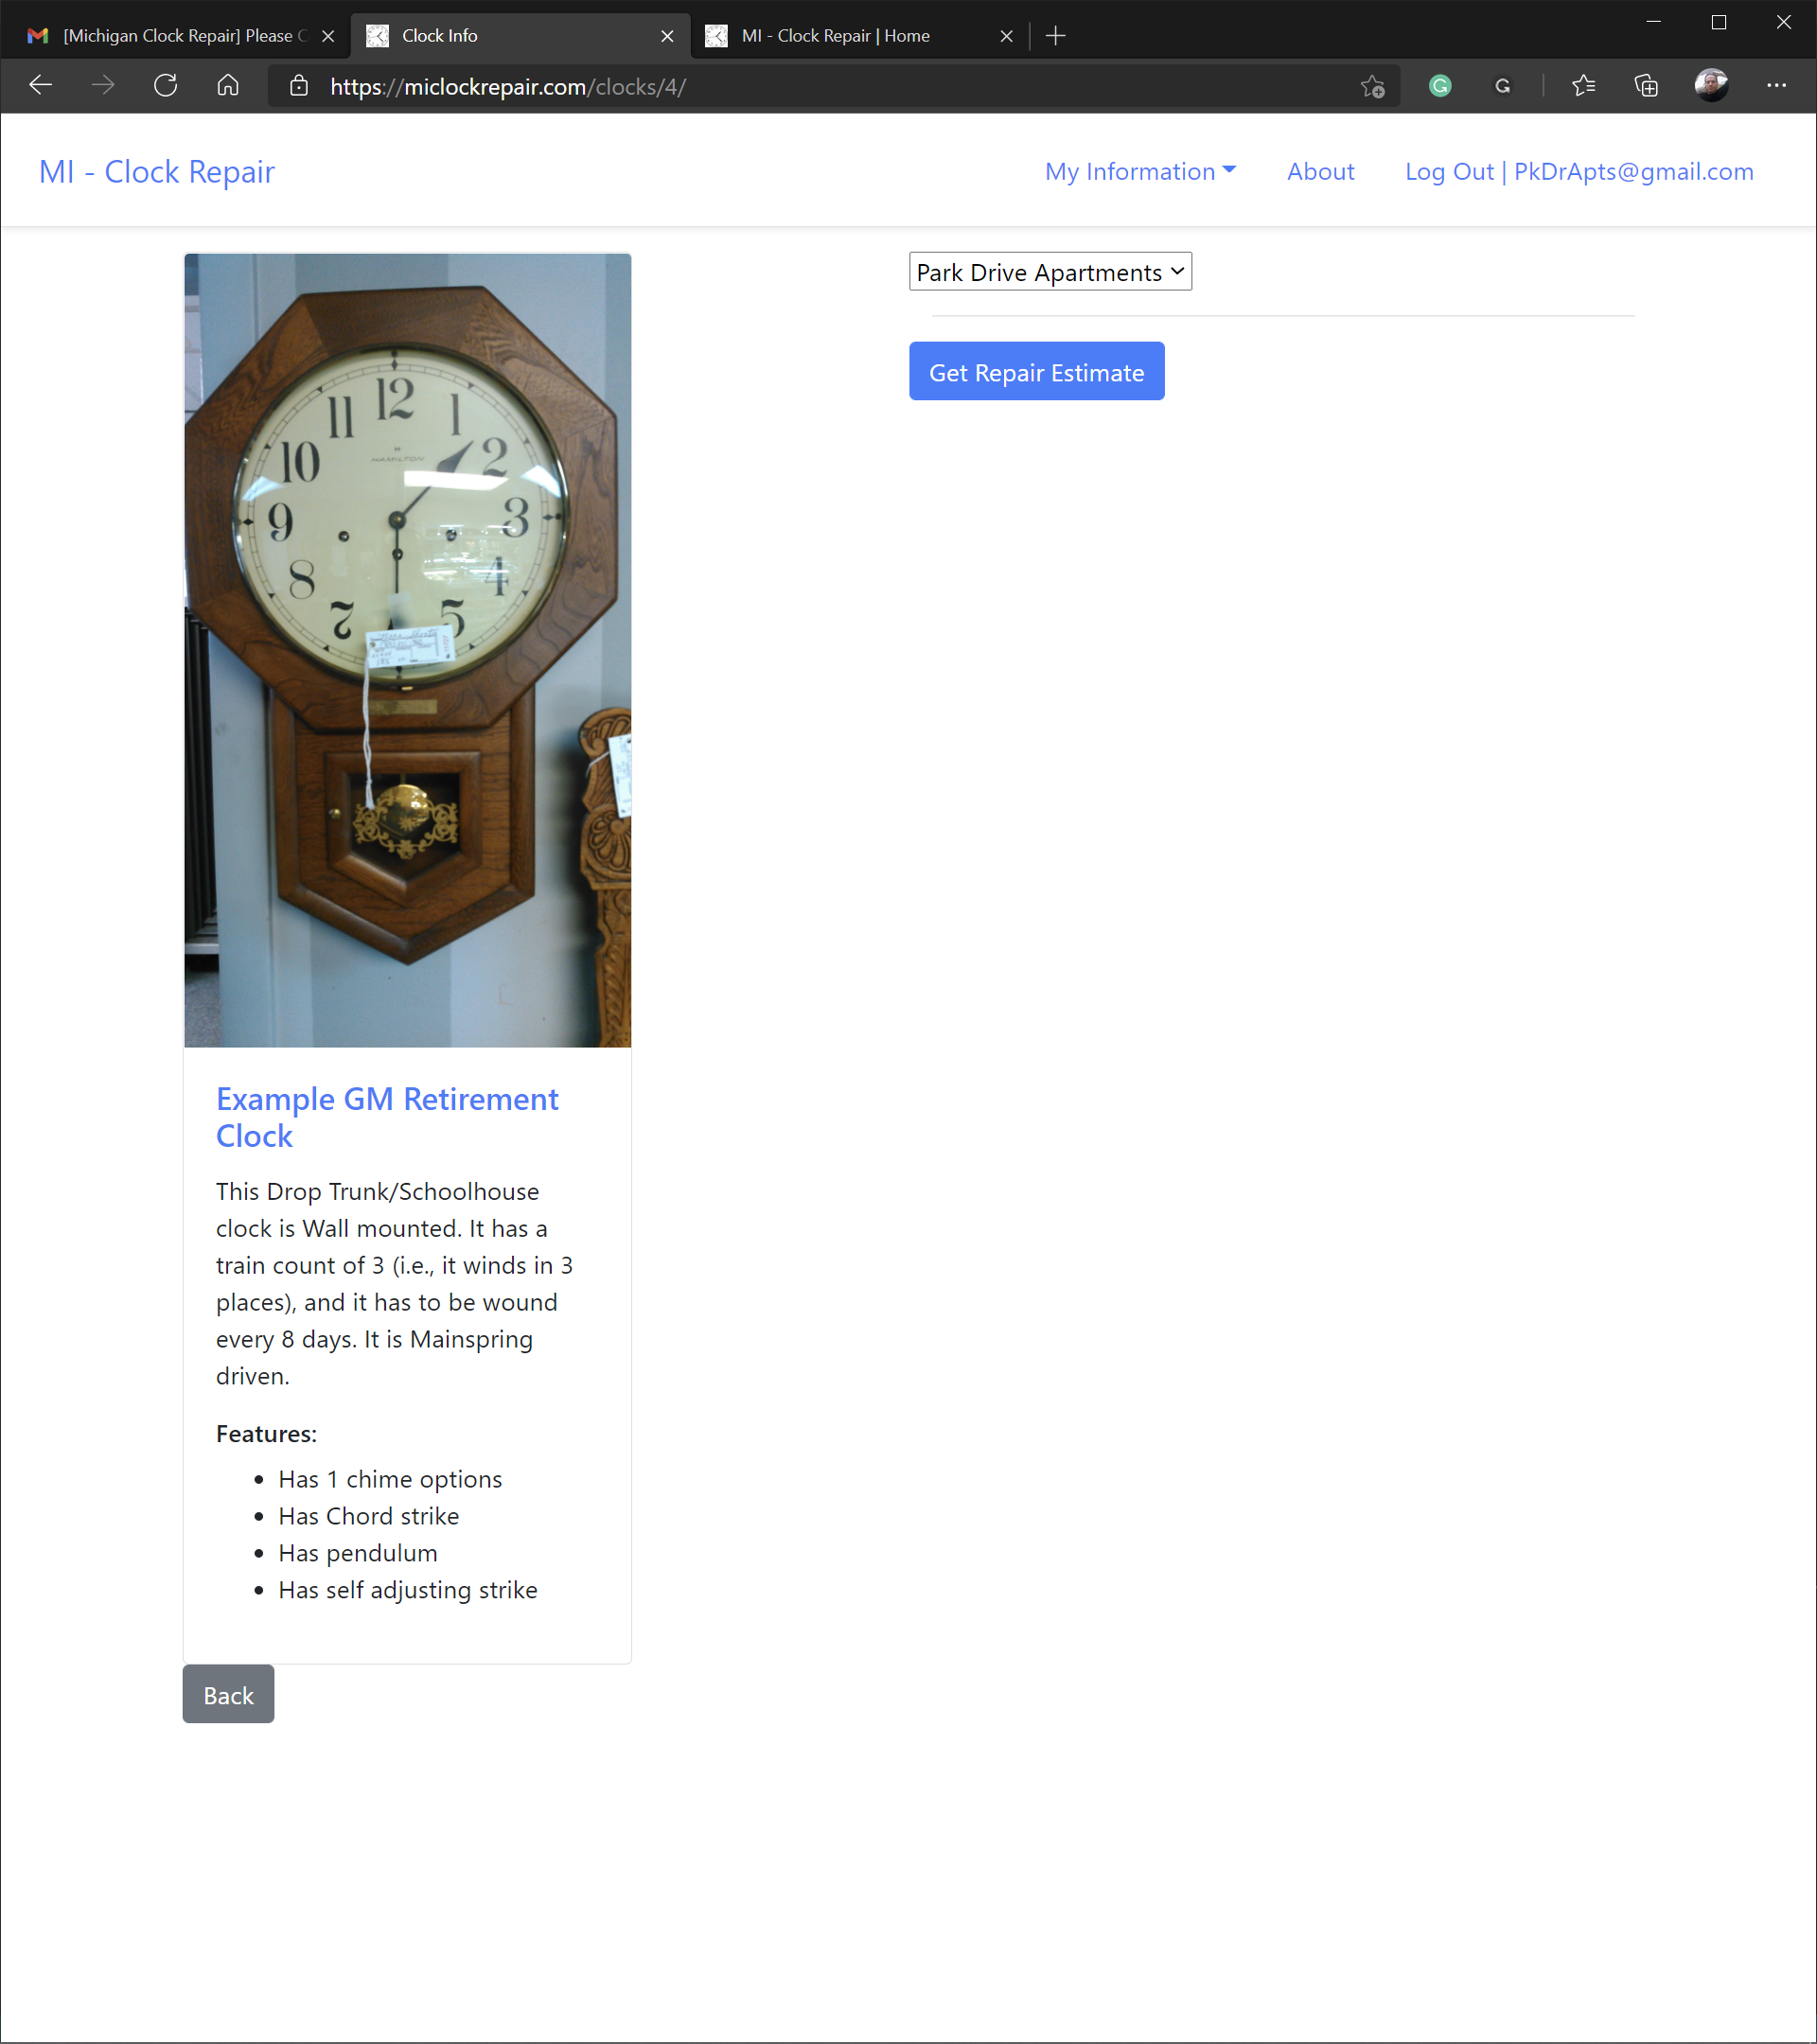 [Michigan Clock Repair] Please C
Clock Info
MI - Clock Repair | Home
https://miclockrepair.com/clocks/4/
MI - Clock Repair
My Information
About
Log Out | PkDrApts@gmail.com
Park Drive Apartments
Get Repair Estimate
12
11 1
10 2
HAMILTON
9 3
8 4
7 5
Example GM Retirement
Clock
This Drop Trunk/Schoolhouse
clock is Wall mounted. It has a
train count of 3 (i.e., it winds in 3
places), and it has to be wound
every 8 days. It is Mainspring
driven.
Features:
• Has 1 chime options
• Has Chord strike
• Has pendulum
• Has self adjusting strike
Back